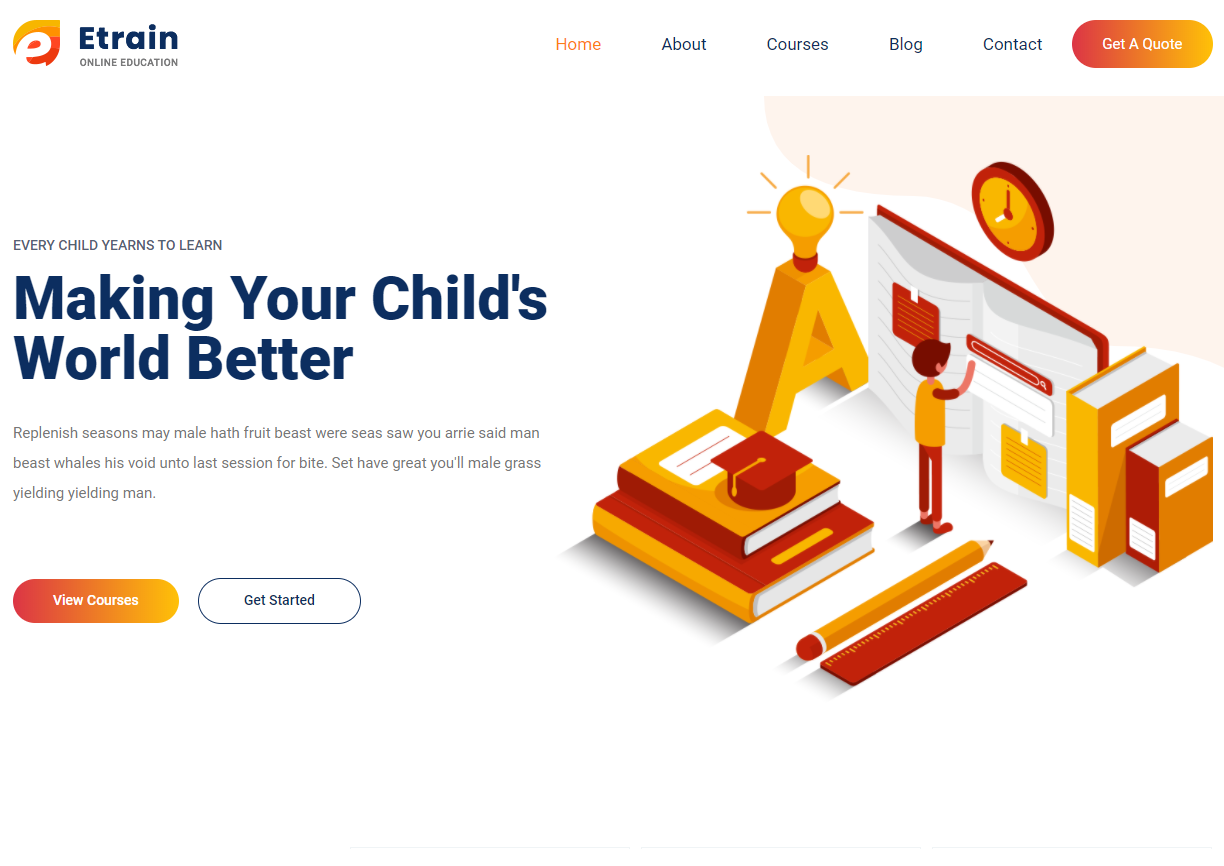 Etrain
ONLINE EDUCATION
Home About Courses Blog Contact Get A Quote
EVERY CHILD YEARNS TO LEARN
Making Your Child's
World Better
Replenish seasons may male hath fruit beast were seas saw you arrie said man
beast whales his void unto last session for bite. Set have great you'll male grass
yielding yielding man.
View Courses Get Started